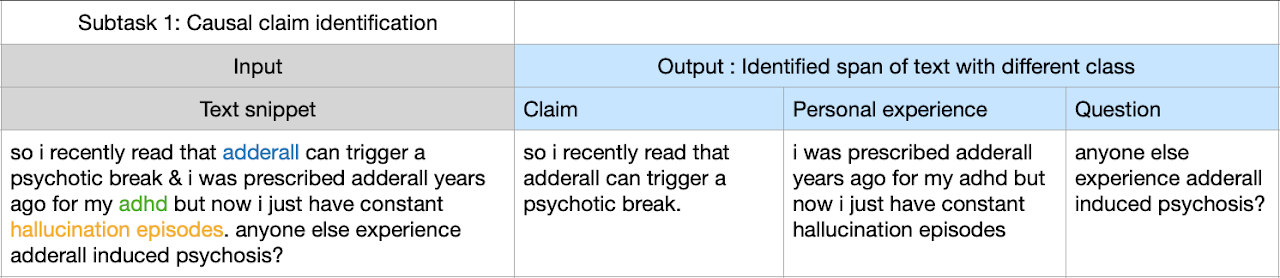 Subtask 1: Causal claim identification
Input
Output : Identified span of text with different class
Text snippet
Claim
Personal experience
Question
so i recently read that adderall can trigger a
psychotic break & i was prescribed adderall years
ago for my adhd but now i just have constant
hallucination episodes. anyone else experience
adderall induced psychosis?
so i recently read that
adderall can trigger a
psychotic break.
i was prescribed adderall
years ago for my adhd but
now i just have constant
hallucination episodes
anyone else
experience adderall
induced psychosis?